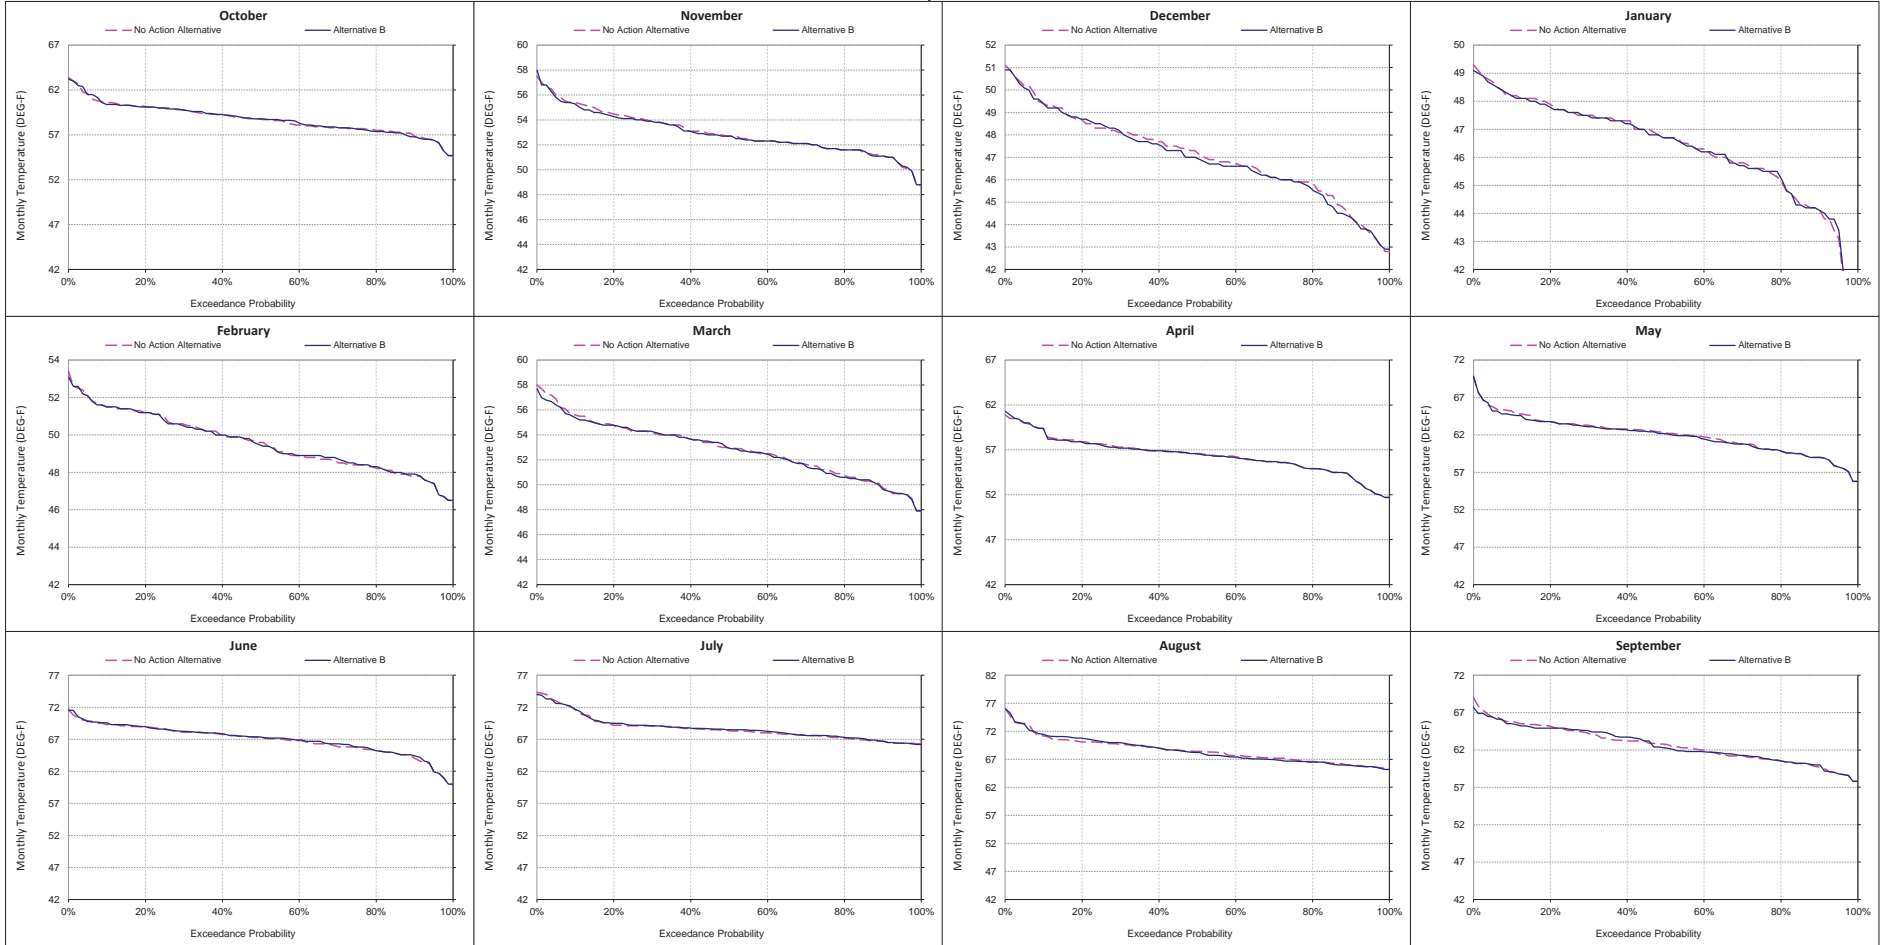 October
No Action Alternative Alternative B
Monthly Temperature (DEG-F)
67
62
57
52
47
42
0% 20% 40% 60% 80% 100%
Exceedance Probability
November
No Action Alternative Alternative B
Monthly Temperature (DEG-F)
60
58
56
54
52
50
48
46
44
42
0% 20% 40% 60% 80% 100%
Exceedance Probability
December
No Action Alternative Alternative B
Monthly Temperature (DEG-F)
52
51
50
49
48
47
46
45
44
43
42
0% 20% 40% 60% 80% 100%
Exceedance Probability
January
No Action Alternative Alternative B
Monthly Temperature (DEG-F)
50
49
48
47
46
45
44
43
42
0% 20% 40% 60% 80% 100%
Exceedance Probability
February
No Action Alternative Alternative B
Monthly Temperature (DEG-F)
54
52
50
48
46
44
42
0% 20% 40% 60% 80% 100%
Exceedance Probability
March
No Action Alternative Alternative B
Monthly Temperature (DEG-F)
60
58
56
54
52
50
48
46
44
42
0% 20% 40% 60% 80% 100%
Exceedance Probability
April
No Action Alternative Alternative B
Monthly Temperature (DEG-F)
67
62
57
52
47
42
0% 20% 40% 60% 80% 100%
Exceedance Probability
May
No Action Alternative Alternative B
Monthly Temperature (DEG-F)
72
67
62
57
52
47
42
0% 20% 40% 60% 80% 100%
Exceedance Probability
June
No Action Alternative Alternative B
Monthly Temperature (DEG-F)
77
72
67
62
57
52
47
42
0% 20% 40% 60% 80% 100%
Exceedance Probability
July
No Action Alternative Alternative B
Monthly Temperature (DEG-F)
77
72
67
62
57
52
47
42
0% 20% 40% 60% 80% 100%
Exceedance Probability
August
No Action Alternative Alternative B
Monthly Temperature (DEG-F)
82
77
72
67
62
57
52
47
42
0% 20% 40% 60% 80% 100%
Exceedance Probability
September
No Action Alternative Alternative B
Monthly Temperature (DEG-F)
72
67
62
57
52
47
42
0% 20% 40% 60% 80% 100%
Exceedance Probability